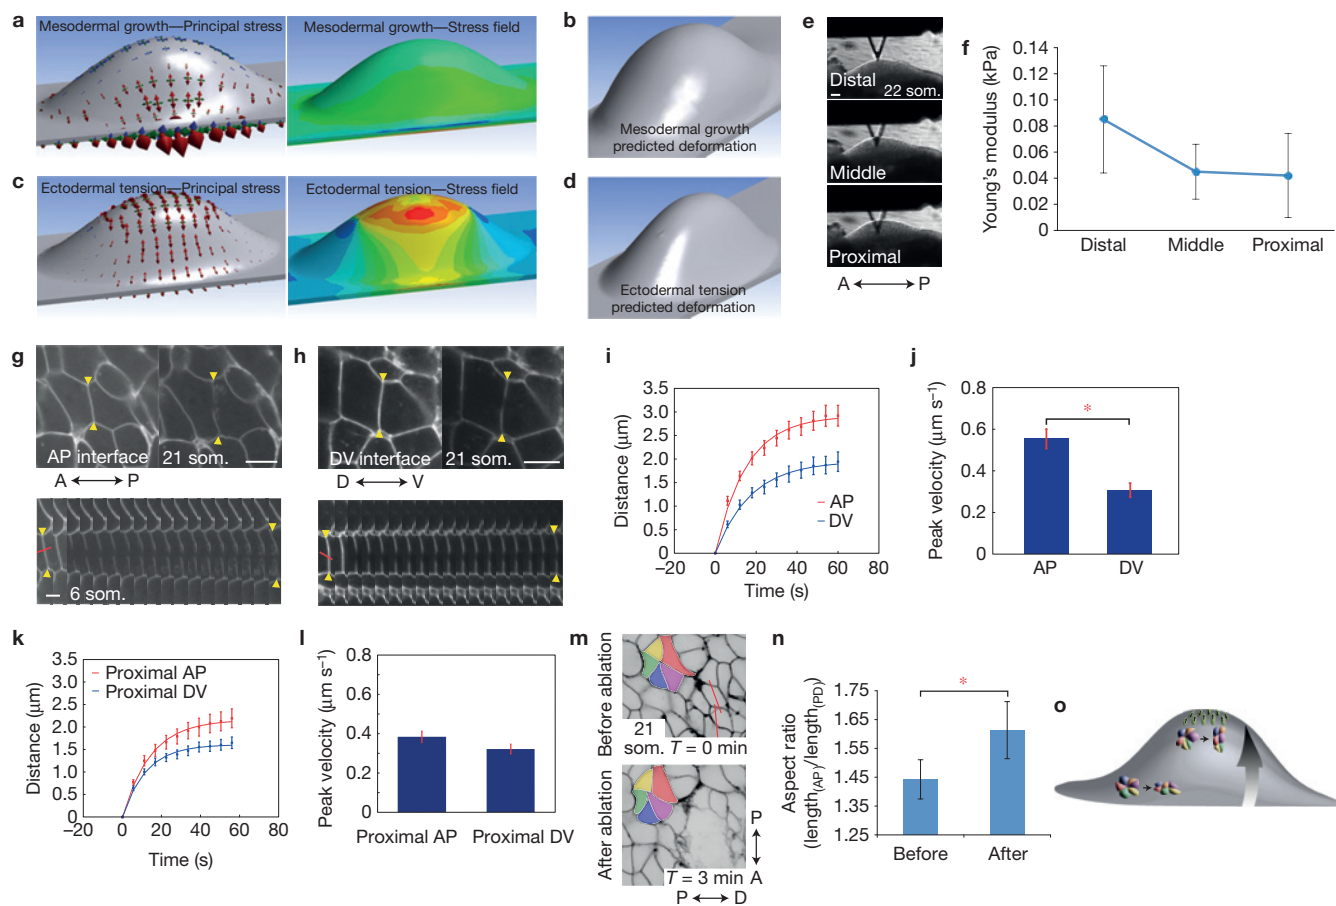 a
Mesodermal growth—Principal stress
Mesodermal growth—Stress field
b
Mesodermal growth
predicted deformation
c
Ectodermal tension—Principal stress
Ectodermal tension—Stress field
d
Ectodermal tension
predicted deformation
e
Distal
22 som.
Middle
Proximal
A P
f
Young's modulus (kPa)
0.14
0.12
0.10
0.08
0.06
0.04
0.02
0
Distal Middle Proximal
g
AP interface
21 som.
A P
6 som.
h
DV interface
21 som.
D V
i
Distance (μm)
3.5
3.0
2.5
2.0
1.5
1.0
0.5
0
AP
DV
−20 0 20 40 60 80
Time (s)
j
Peak velocity (μm s⁻¹)
0.8
0.6
0.4
0.2
0
*
AP DV
k
Distance (μm)
3.5
3.0
2.5
2.0
1.5
1.0
0.5
0
Proximal AP
Proximal DV
−20 0 20 40 60 80
Time (s)
l
Peak velocity (μm s⁻¹)
0.8
0.6
0.4
0.2
0
Proximal AP Proximal DV
m
Before ablation
21
som. T = 0 min
After ablation
T = 3 min
P
A
P D
n
Aspect ratio
(length(AP)/length(PD))
1.75
1.65
1.55
1.45
1.35
1.25
*
Before After
o